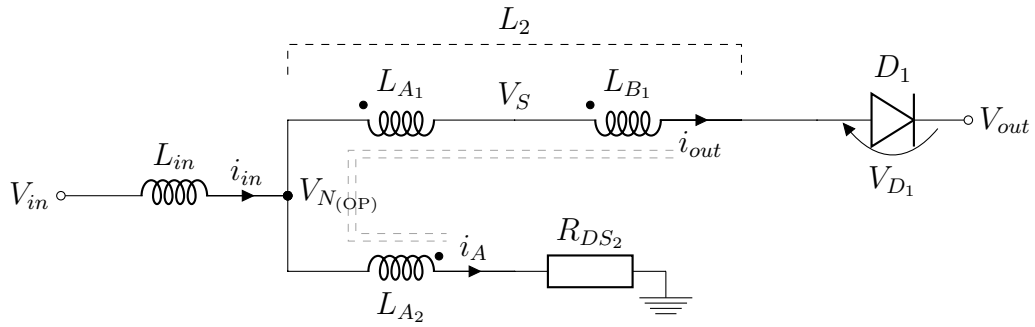 L_2
L_{A_1}
V_S
L_{B_1}
D_1
V_{out}
i_{out}
V_{D_1}
L_{in}
i_{in}
V_{in}
V_{N_{(OP)}}
i_A
R_{DS_2}
L_{A_2}